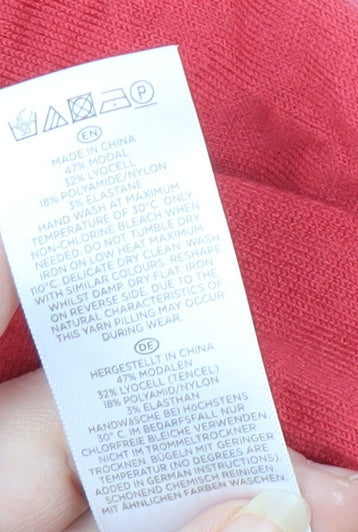 P
EN
MADE IN CHINA
47% MODAL
32% LYOCELL
18% POLYAMIDE/NYLON
3% ELASTANE
HAND WASH AT MAXIMUM
TEMPERATURE OF 30°C. ONLY
NON-CHLORINE BLEACH WHEN
NEEDED. DO NOT TUMBLE DRY.
IRON ON LOW HEAT MAXIMUM
110°C. DELICATE DRY CLEAN. WASH
WITH SIMILAR COLOURS. RESHAPE
WHILST DAMP. DRY FLAT. IRON
ON REVERSE SIDE. DUE TO THE
NATURAL CHARACTERISTICS OF
THIS YARN PILLING MAY OCCUR
DURING WEAR.
DE
HERGESTELLT IN CHINA
47% MODALEN
32% LYOCELL (TENCEL)
18% POLYAMID/NYLON
3% ELASTHAN
HANDWÄSCHE BEI HÖCHSTENS
30° C. IM BEDARFSFALL NUR
CHLORFREIE BLEICHE VERWENDEN.
NICHT IM TROMMELTROCKNER
TROCKNEN. BÜGELN MIT GERINGER
TEMPERATUR (NO DEGREES ARE
ADDED IN GERMAN INSTRUCTIONS).
SCHONEND CHEMISCH REINIGEN.
MIT ÄHNLICHEN FARBEN WASCHEN.